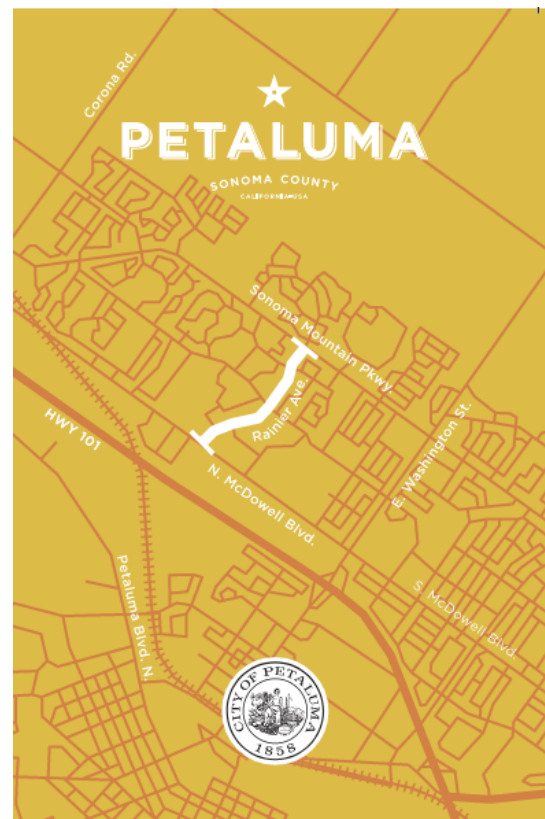 Corona Rd.
PETALUMA
SONOMA COUNTY
CALIFORNIA USA
Sonoma Mountain Pkwy.
Rainier Ave.
E. Washington St.
HWY 101
N. McDowell Blvd.
Petaluma Blvd. N.
S. McDowell Blvd.
CITY OF PETALUMA
1858